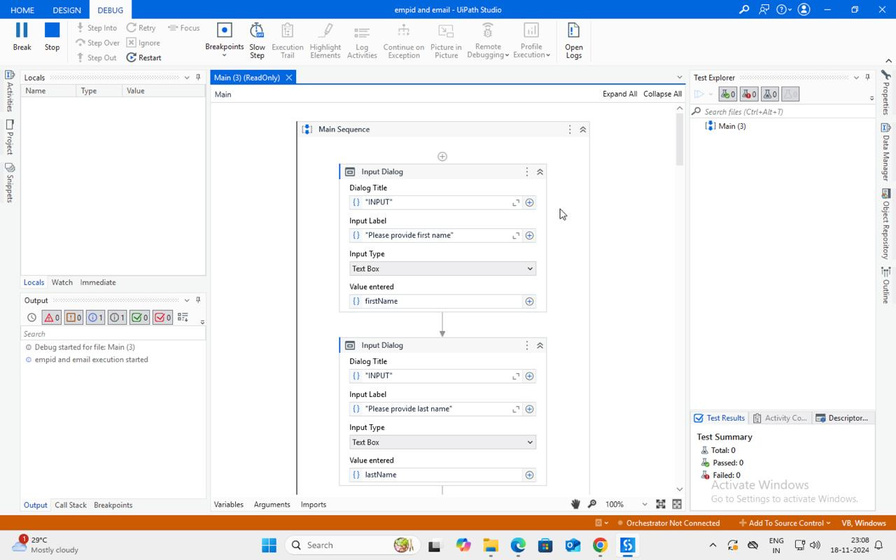 HOME DESIGN DEBUG empid and email - UiPath Studio
Break Stop Step Into Step Over Step Out Retry Ignore Restart Focus Breakpoints Slow Step Execution Trail Highlight Elements Log Activities Continue on Exception Picture in Picture Remote Debugging Profile Execution Open Logs
Activities
Project
Snippets
Locals
Name Type Value
Locals Watch Immediate
Output
0 0 1 1 0 0
Search
Debug started for file: Main (3)
empid and email execution started
Output Call Stack Breakpoints
Main (3) (ReadOnly)
Main Expand All Collapse All
Main Sequence
Input Dialog
Dialog Title
"INPUT"
Input Label
"Please provide first name"
Input Type
Text Box
Value entered
firstName
Input Dialog
Dialog Title
"INPUT"
Input Label
"Please provide last name"
Input Type
Text Box
Value entered
lastName
Variables Arguments Imports 100%
Test Explorer
0 0 0
Search files (Ctrl+Alt+T)
Main (3)
Test Results Activity Co... Descriptor...
Test Summary
Total: 0
Passed: 0
Failed: 0
Activate Windows
Go to Settings to activate Windows.
Properties
Data Manager
Object Repository
Outline
Orchestrator Not Connected Add To Source Control VB, Windows
1 29°C
Mostly cloudy
Search
ENG
IN
23:08
18-11-2024